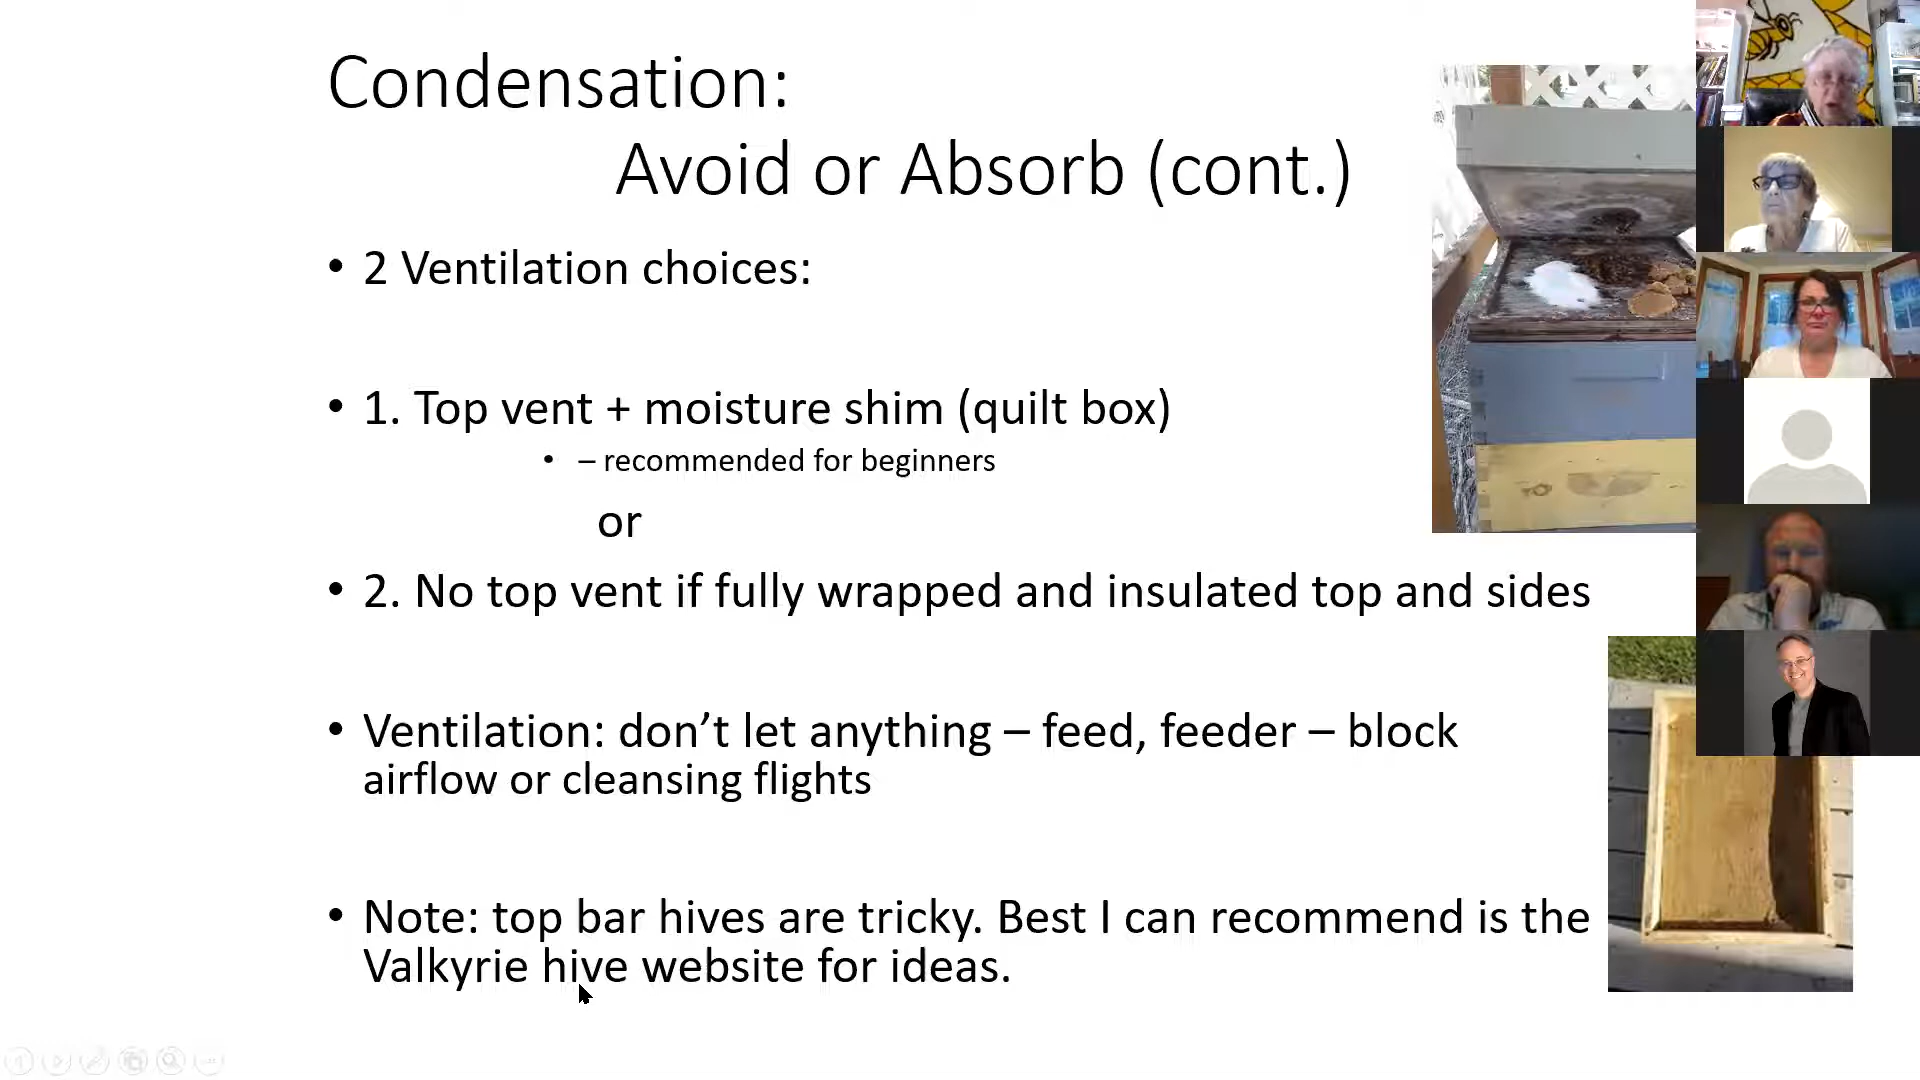 Condensation:
Avoid or Absorb (cont.)
• 2 Ventilation choices:
• 1. Top vent + moisture shim (quilt box)
• – recommended for beginners
or
• 2. No top vent if fully wrapped and insulated top and sides
• Ventilation: don’t let anything – feed, feeder – block
airflow or cleansing flights
• Note: top bar hives are tricky. Best I can recommend is the
Valkyrie hive website for ideas.